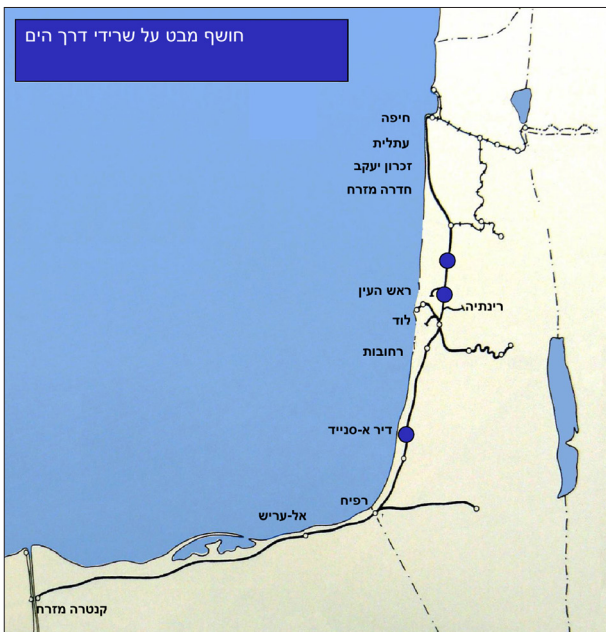 חושף מבט על שרידי דרך הים
חיפה
עתלית
זכרון יעקב
חדרה מזרח
ראש העין
רינתיה
לוד
רחובות
דיר א-סנייד
רפיח
אל-עריש
קנטרה מזרח